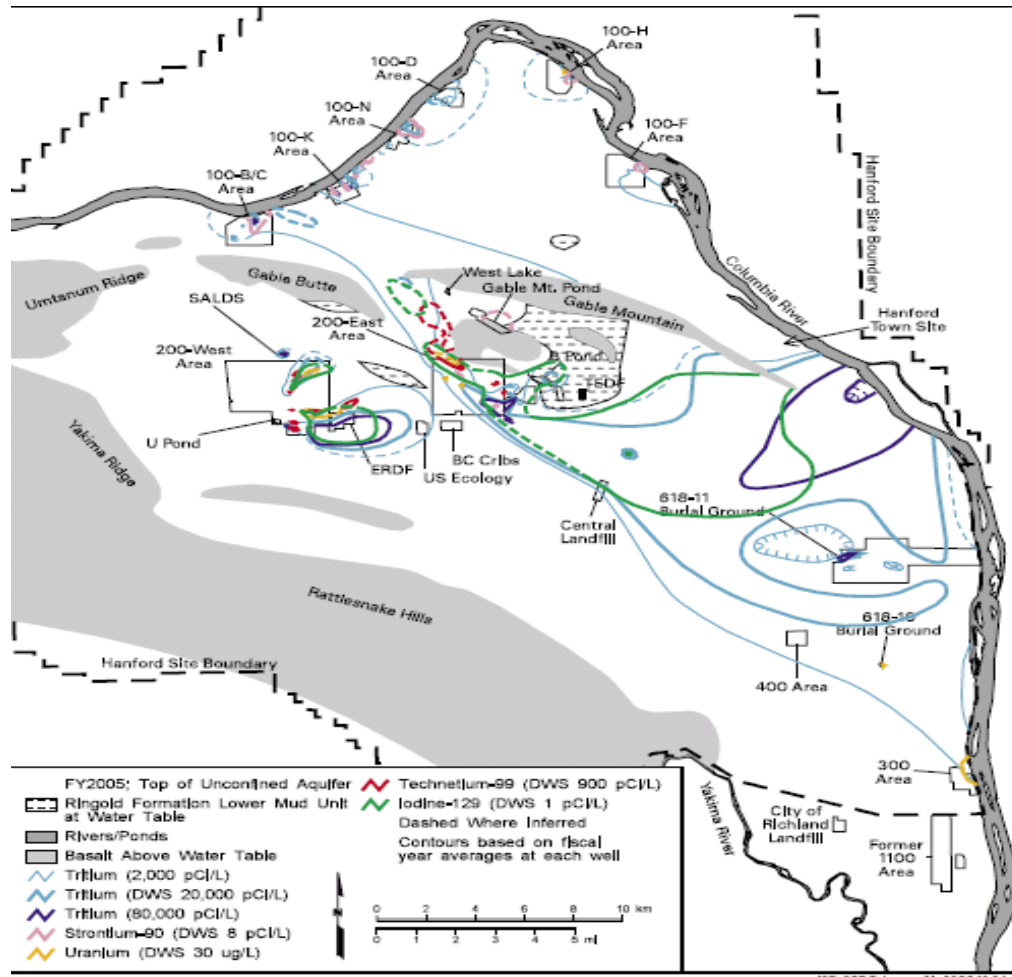 100-H
Area
100-D
Area
100-N
Area
100-K
Area
100-F
Area
100-B/C
Area
Hanford Site Boundary
Columbia River
Umtanum Ridge
Gable Butte
West Lake
Gable Mt. Pond
Gable Mountain
SALDS
200-East
Area
Hanford
Town Site
200-West
Area
B Pond
TEDF
Yakima Ridge
U Pond
ERDF
BC Cribs
US Ecology
618-11
Burial Ground
Central
Landfill
Rattlesnake Hills
618-10
Burial Ground
Hanford Site Boundary
400 Area
300
Area
Yakima River
City of
Richland
Landfill
Former
1100
Area
FY2005; Top of Unconfined Aquifer
Ringold Formation Lower Mud Unit
at Water Table
Rivers/Ponds
Basalt Above Water Table
Tritium (2,000 pCi/L)
Tritium (DWS 20,000 pCi/L)
Tritium (80,000 pCi/L)
Strontium-90 (DWS 8 pCi/L)
Uranium (DWS 30 ug/L)
Technetium-99 (DWS 900 pCi/L)
Iodine-129 (DWS 1 pCi/L)
Dashed Where Inferred
Contours based on fiscal
year averages at each well
N
0 2 4 6 8 10 km
0 1 2 3 4 5 mi